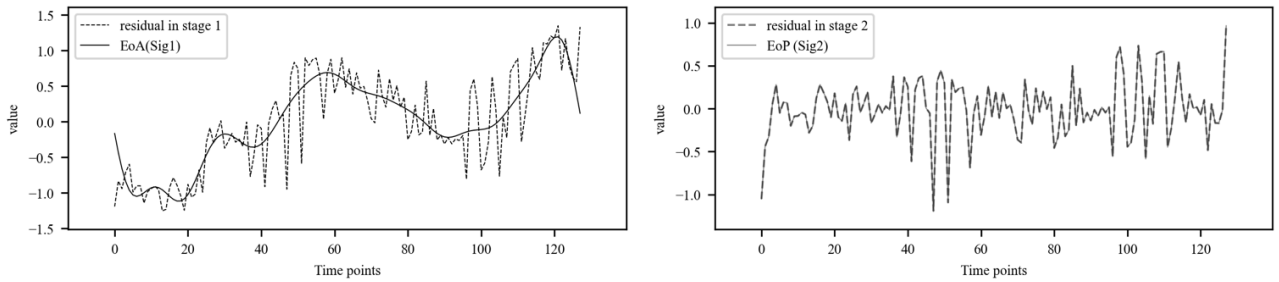 1.5
1.0
0.5
0.0
−0.5
−1.0
−1.5
value
residual in stage 1
EoA(Sig1)
0 20 40 60 80 100 120
Time points
1.0
0.5
0.0
−0.5
−1.0
value
residual in stage 2
EoP (Sig2)
0 20 40 60 80 100 120
Time points